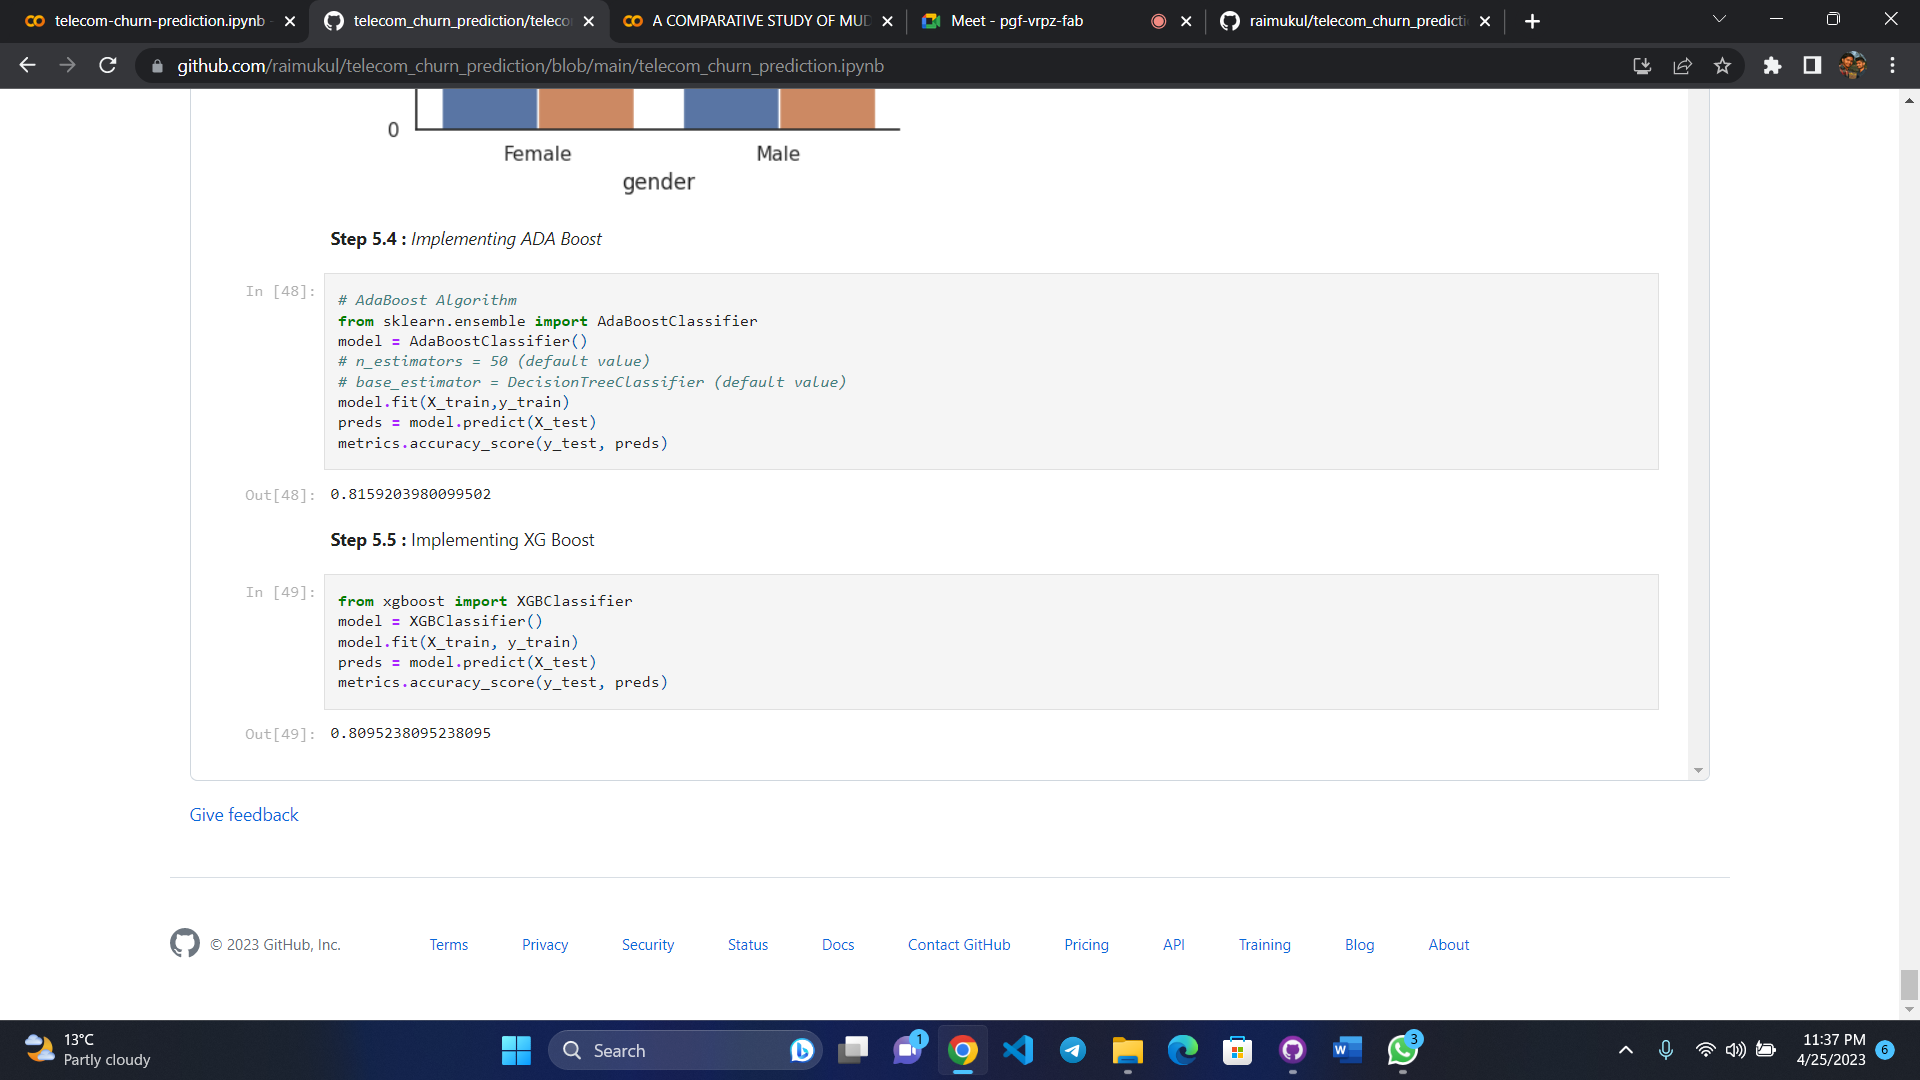 telecom-churn-prediction.ipynb
telecom_churn_prediction/teleco
A COMPARATIVE STUDY OF MUD
Meet - pgf-vrpz-fab
raimukul/telecom_churn_predicti
github.com/raimukul/telecom_churn_prediction/blob/main/telecom_churn_prediction.ipynb
0
Female Male
gender
Step 5.4 : Implementing ADA Boost
In [48]:
# AdaBoost Algorithm
from sklearn.ensemble import AdaBoostClassifier
model = AdaBoostClassifier()
# n_estimators = 50 (default value)
# base_estimator = DecisionTreeClassifier (default value)
model.fit(X_train,y_train)
preds = model.predict(X_test)
metrics.accuracy_score(y_test, preds)
Out[48]: 0.8159203980099502
Step 5.5 : Implementing XG Boost
In [49]:
from xgboost import XGBClassifier
model = XGBClassifier()
model.fit(X_train, y_train)
preds = model.predict(X_test)
metrics.accuracy_score(y_test, preds)
Out[49]: 0.8095238095238095
Give feedback
© 2023 GitHub, Inc. Terms Privacy Security Status Docs Contact GitHub Pricing API Training Blog About
13°C
Partly cloudy
Search
1
W
3
11:37 PM
4/25/2023
6